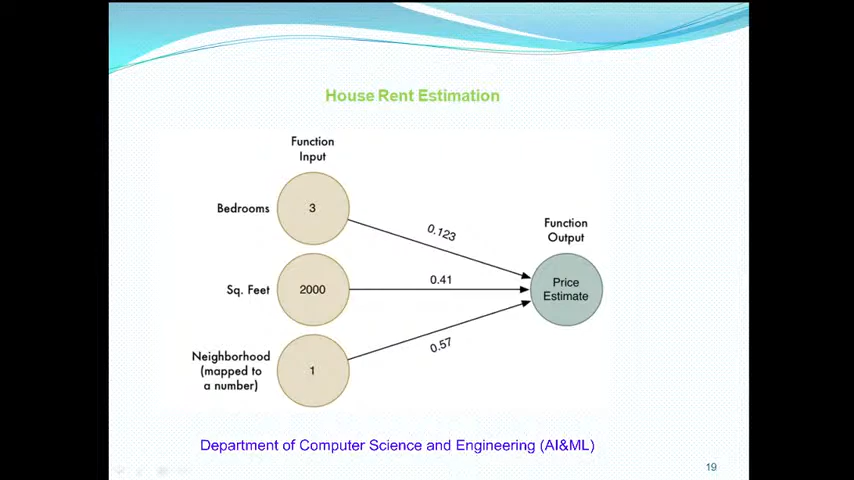 House Rent Estimation
Function
Input
Bedrooms
3
0.123
Function
Output
Sq. Feet
2000
0.41
Price
Estimate
Neighborhood
(mapped to
a number)
1
0.57
Department of Computer Science and Engineering (AI&ML)
19